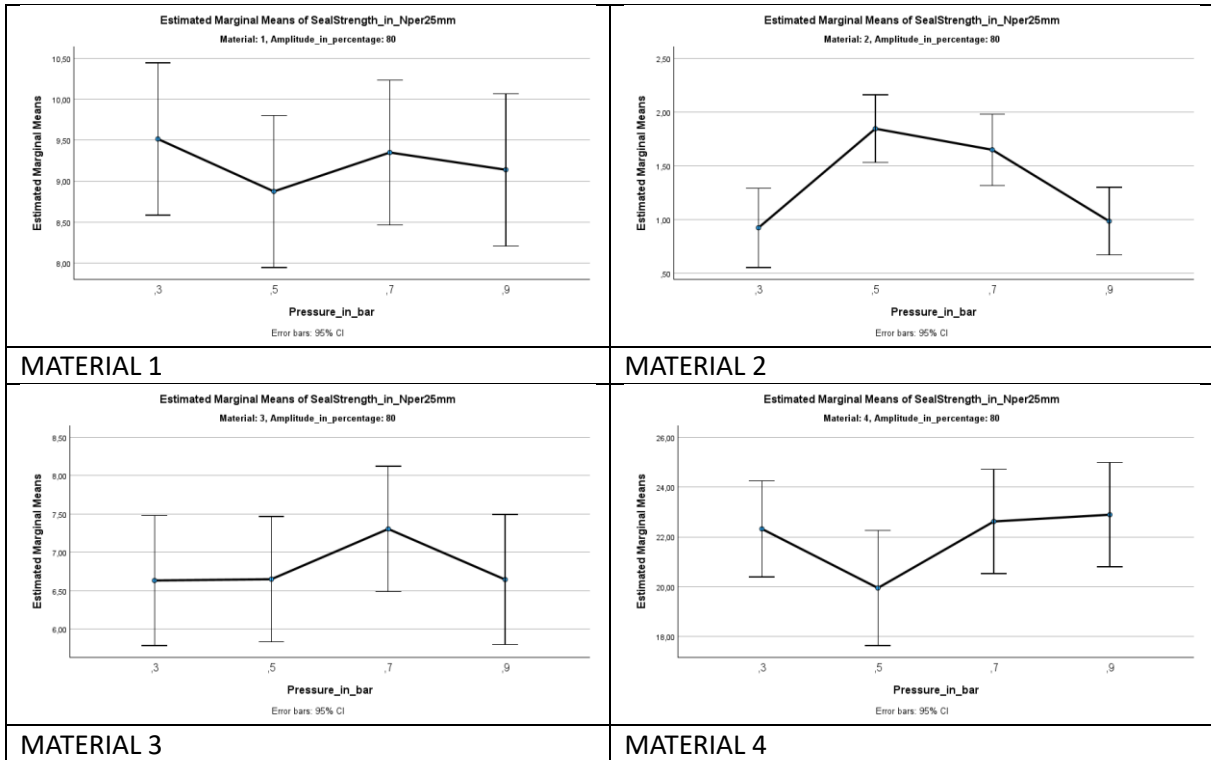 Estimated Marginal Means of SealStrength_in_Nper25mm
Material: 1, Amplitude_in_percentage: 80
Estimated Marginal Means
10,50
10,00
9,50
9,00
8,50
8,00
,3 ,5 ,7 ,9
Pressure_in_bar
Error bars: 95% CI
MATERIAL 1
Estimated Marginal Means of SealStrength_in_Nper25mm
Material: 2, Amplitude_in_percentage: 80
Estimated Marginal Means
2,50
2,00
1,50
1,00
,50
,3 ,5 ,7 ,9
Pressure_in_bar
Error bars: 95% CI
MATERIAL 2
Estimated Marginal Means of SealStrength_in_Nper25mm
Material: 3, Amplitude_in_percentage: 80
Estimated Marginal Means
8,50
8,00
7,50
7,00
6,50
6,00
,3 ,5 ,7 ,9
Pressure_in_bar
Error bars: 95% CI
MATERIAL 3
Estimated Marginal Means of SealStrength_in_Nper25mm
Material: 4, Amplitude_in_percentage: 80
Estimated Marginal Means
26,00
24,00
22,00
20,00
18,00
,3 ,5 ,7 ,9
Pressure_in_bar
Error bars: 95% CI
MATERIAL 4